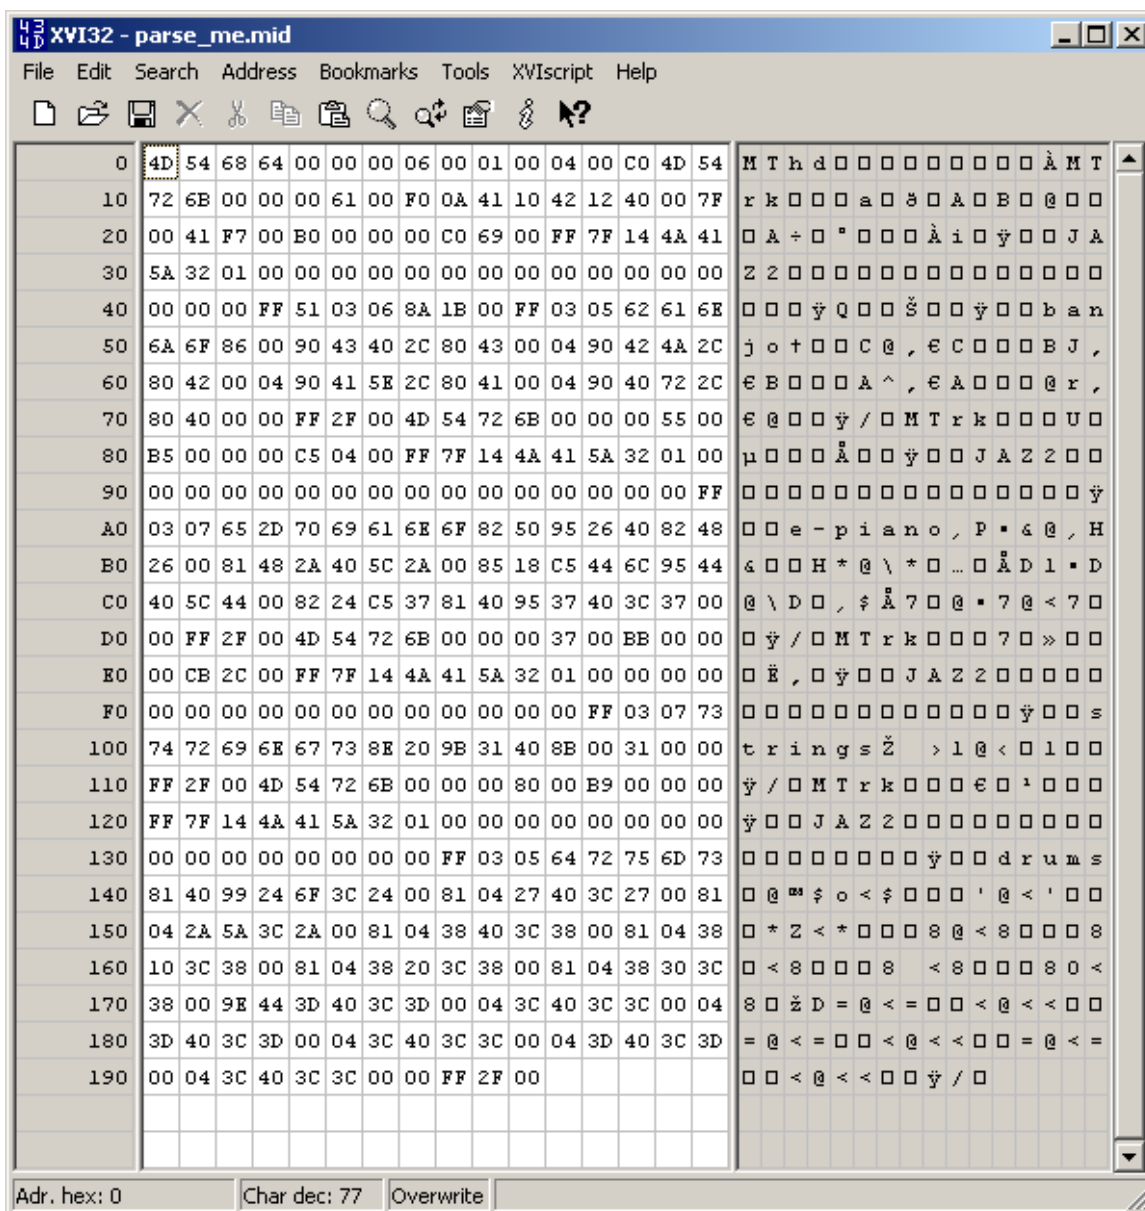 XVI32 - parse_me.mid
File Edit Search Address Bookmarks Tools XVIscript Help
0 4D 54 68 64 00 00 00 06 00 01 00 04 00 C0 4D 54 M T h d □ □ □ □ □ □ □ □ □ À M T
10 72 6B 00 00 00 61 00 F0 0A 41 10 42 12 40 00 7F r k □ □ □ a □ ð □ A □ B □ @ □ □
20 00 41 F7 00 B0 00 00 00 C0 69 00 FF 7F 14 4A 41 □ A ÷ □ ° □ □ □ À i □ ÿ □ □ J A
30 5A 32 01 00 00 00 00 00 00 00 00 00 00 00 00 00 Z 2 □ □ □ □ □ □ □ □ □ □ □ □ □ □
40 00 00 00 FF 51 03 06 8A 1B 00 FF 03 05 62 61 6E □ □ □ ÿ Q □ □ Š □ □ ÿ □ □ b a n
50 6A 6F 86 00 90 43 40 2C 80 43 00 04 90 42 4A 2C j o † □ □ C @ , € C □ □ □ B J ,
60 80 42 00 04 90 41 5E 2C 80 41 00 04 90 40 72 2C € B □ □ □ A ^ , € A □ □ □ @ r ,
70 80 40 00 00 FF 2F 00 4D 54 72 6B 00 00 00 55 00 € @ □ □ ÿ / □ M T r k □ □ □ U □
80 B5 00 00 00 C5 04 00 FF 7F 14 4A 41 5A 32 01 00 µ □ □ □ Å □ □ ÿ □ □ J A Z 2 □ □
90 00 00 00 00 00 00 00 00 00 00 00 00 00 00 00 FF □ □ □ □ □ □ □ □ □ □ □ □ □ □ □ ÿ
A0 03 07 65 2D 70 69 61 6E 6F 82 50 95 26 40 82 48 □ □ e - p i a n o ‚ P • & @ ‚ H
B0 26 00 81 48 2A 40 5C 2A 00 85 18 C5 44 6C 95 44 & □ □ H * @ \ * □ … □ Å D l • D
C0 40 5C 44 00 82 24 C5 37 81 40 95 37 40 3C 37 00 @ \ D □ ‚ $ Å 7 □ @ • 7 @ < 7 □
D0 00 FF 2F 00 4D 54 72 6B 00 00 00 37 00 BB 00 00 □ ÿ / □ M T r k □ □ □ 7 □ » □ □
E0 00 CB 2C 00 FF 7F 14 4A 41 5A 32 01 00 00 00 00 □ Ë , □ ÿ □ □ J A Z 2 □ □ □ □ □
F0 00 00 00 00 00 00 00 00 00 00 00 00 FF 03 07 73 □ □ □ □ □ □ □ □ □ □ □ □ ÿ □ □ s
100 74 72 69 6E 67 73 8E 20 9B 31 40 8B 00 31 00 00 t r i n g s Ž › 1 @ ‹ □ 1 □ □
110 FF 2F 00 4D 54 72 6B 00 00 00 80 00 B9 00 00 00 ÿ / □ M T r k □ □ □ € □ ¹ □ □ □
120 FF 7F 14 4A 41 5A 32 01 00 00 00 00 00 00 00 00 ÿ □ □ J A Z 2 □ □ □ □ □ □ □ □ □
130 00 00 00 00 00 00 00 00 FF 03 05 64 72 75 6D 73 □ □ □ □ □ □ □ □ ÿ □ □ d r u m s
140 81 40 99 24 6F 3C 24 00 81 04 27 40 3C 27 00 81 □ @ ™ $ o < $ □ □ □ ' @ < ' □ □
150 04 2A 5A 3C 2A 00 81 04 38 40 3C 38 00 81 04 38 □ * Z < * □ □ □ 8 @ < 8 □ □ □ 8
160 10 3C 38 00 81 04 38 20 3C 38 00 81 04 38 30 3C □ < 8 □ □ □ 8 < 8 □ □ □ 8 0 <
170 38 00 9E 44 3D 40 3C 3D 00 04 3C 40 3C 3C 00 04 8 □ ž D = @ < = □ □ < @ < < □ □
180 3D 40 3C 3D 00 04 3C 40 3C 3C 00 04 3D 40 3C 3D = @ < = □ □ < @ < < □ □ = @ < =
190 00 04 3C 40 3C 3C 00 00 FF 2F 00 □ □ < @ < < □ □ ÿ / □
Adr. hex: 0 Char dec: 77 Overwrite